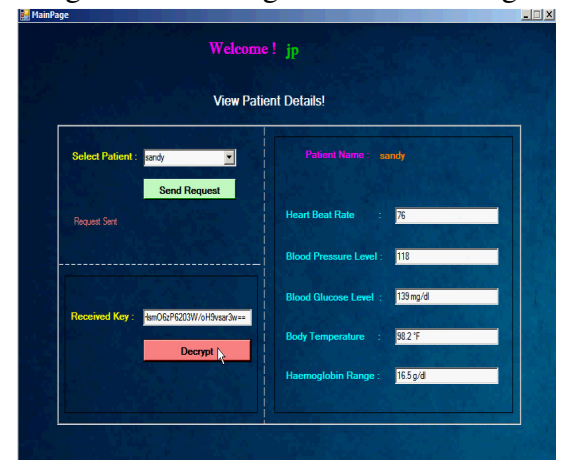 MainPage
Welcome ! jp
View Patient Details!
Select Patient : sandy
Send Request
Request Sent
Received Key : HsmO6zP6203W/oH9vsar3w==
Decrypt
Patient Name : sandy
Heart Beat Rate : 76
Blood Pressure Level : 118
Blood Glucose Level : 139 mg/dl
Body Temperature : 98.2 °F
Haemoglobin Range : 16.5 g/dl